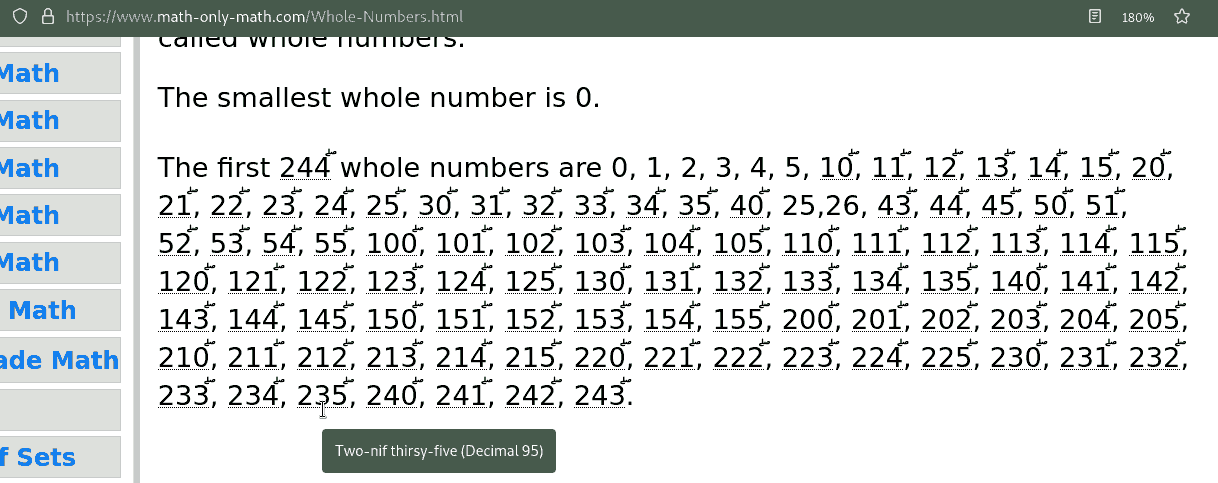 https://www.math-only-math.com/Whole-Numbers.html
180%
called whole numbers.
Math
The smallest whole number is 0.
Math
The first 244 whole numbers are 0, 1, 2, 3, 4, 5, 10, 11, 12, 13, 14, 15, 20,
Math
21, 22, 23, 24, 25, 30, 31, 32, 33, 34, 35, 40, 25,26, 43, 44, 45, 50, 51,
Math
52, 53, 54, 55, 100, 101, 102, 103, 104, 105, 110, 111, 112, 113, 114, 115,
Math
120, 121, 122, 123, 124, 125, 130, 131, 132, 133, 134, 135, 140, 141, 142,
Math
143, 144, 145, 150, 151, 152, 153, 154, 155, 200, 201, 202, 203, 204, 205,
ade Math
210, 211, 212, 213, 214, 215, 220, 221, 222, 223, 224, 225, 230, 231, 232,
233, 234, 235, 240, 241, 242, 243.
f Sets
Two-nif thirsy-five (Decimal 95)